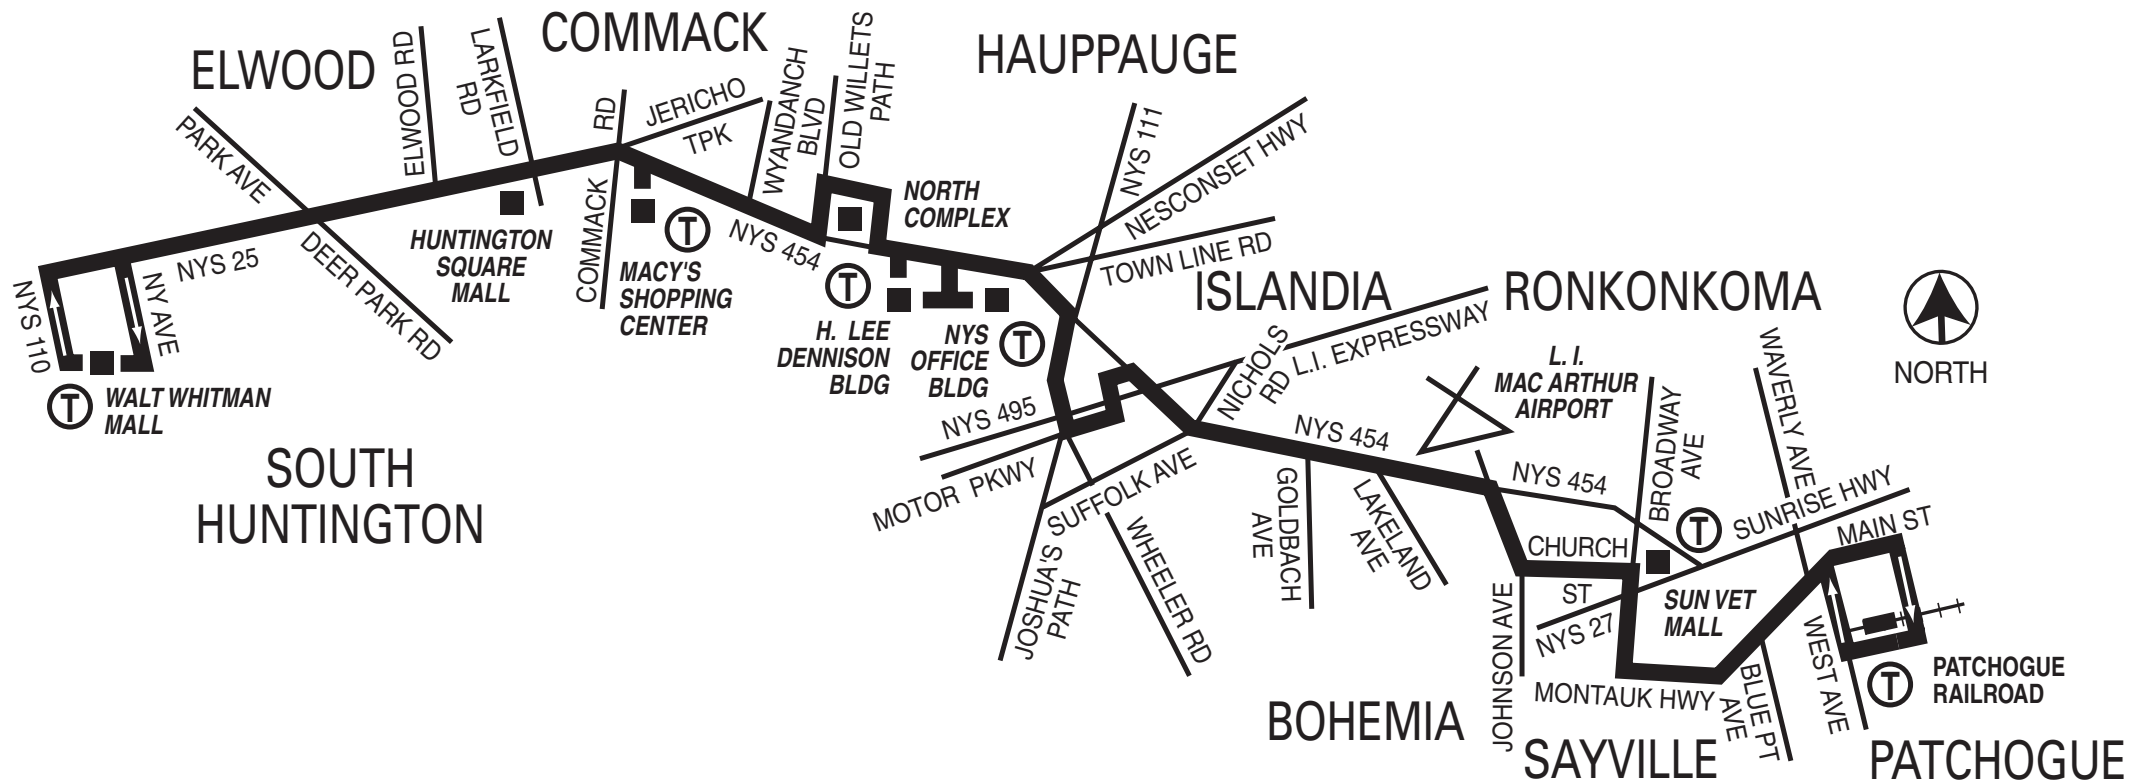 ELWOOD
COMMACK
HAUPPAUGE
ELWOOD RD
LARKFIELD
RD
RD
JERICHO
TPK
WYANDANCH
BLVD
OLD WILLETS
PATH
PARK AVE
NYS 111
NESCONSET HWY
TOWN LINE RD
NORTH
COMPLEX
DEER PARK RD
HUNTINGTON
SQUARE
MALL
COMMACK
T
MACY'S
SHOPPING
CENTER
NYS 454
NYS 25
NYS 110
NY AVE
T
WALT WHITMAN
MALL
SOUTH
HUNTINGTON
T
H. LEE
DENNISON
BLDG
NYS
OFFICE
BLDG
T
ISLANDIA
RONKONKOMA
NORTH
NICHOLS
RD
L.I. EXPRESSWAY
L. I.
MAC ARTHUR
AIRPORT
NYS 495
MOTOR PKWY
SUFFOLK AVE
JOSHUA'S
PATH
WHEELER RD
NYS 454
GOLDBACH
AVE
LAKELAND
AVE
NYS 454
BROADWAY
AVE
WAVERLY AVE
T
SUNRISE HWY
MAIN ST
CHURCH
ST
JOHNSON AVE
NYS 27
SUN VET
MALL
MONTAUK HWY
BLUE PT
AVE
WEST AVE
T
PATCHOGUE
RAILROAD
BOHEMIA
SAYVILLE
PATCHOGUE